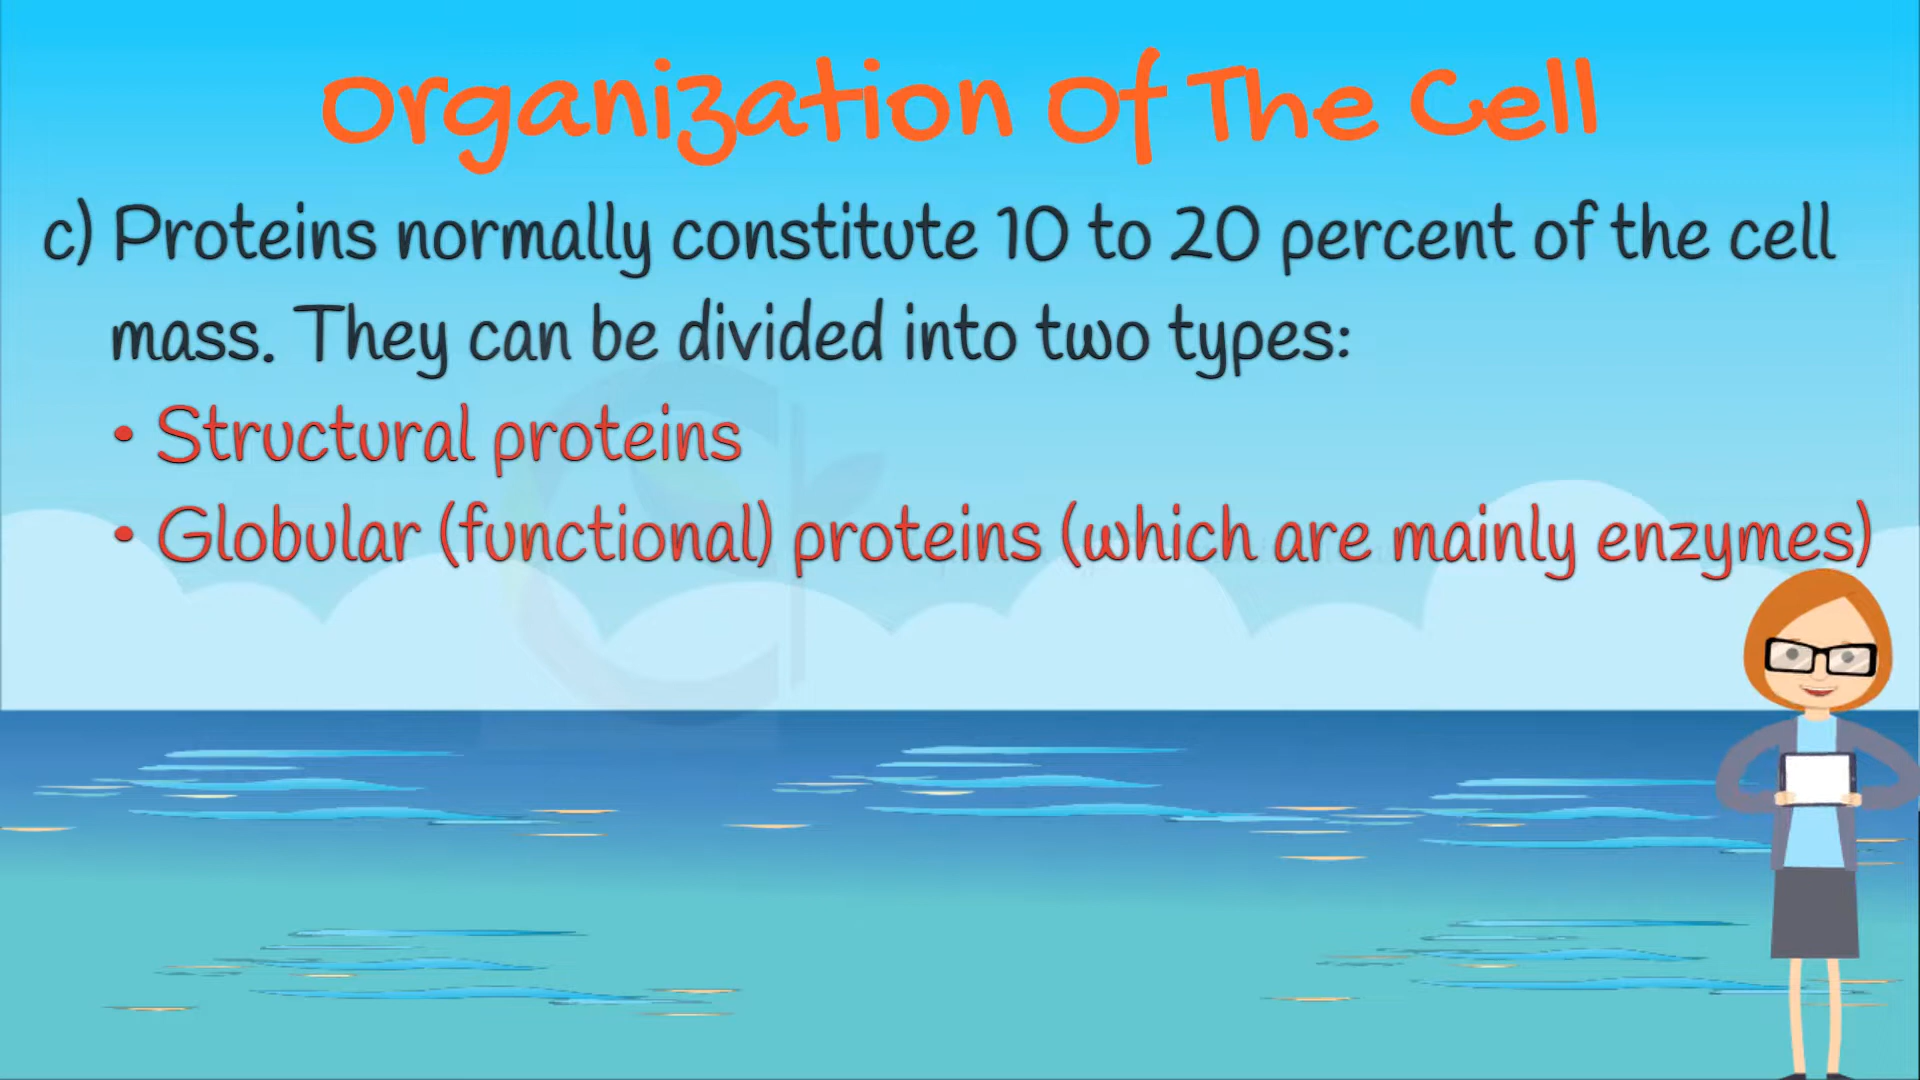 Organization Of The Cell
c) Proteins normally constitute 10 to 20 percent of the cell
mass. They can be divided into two types:
• Structural proteins
• Globular (functional) proteins (which are mainly enzymes)